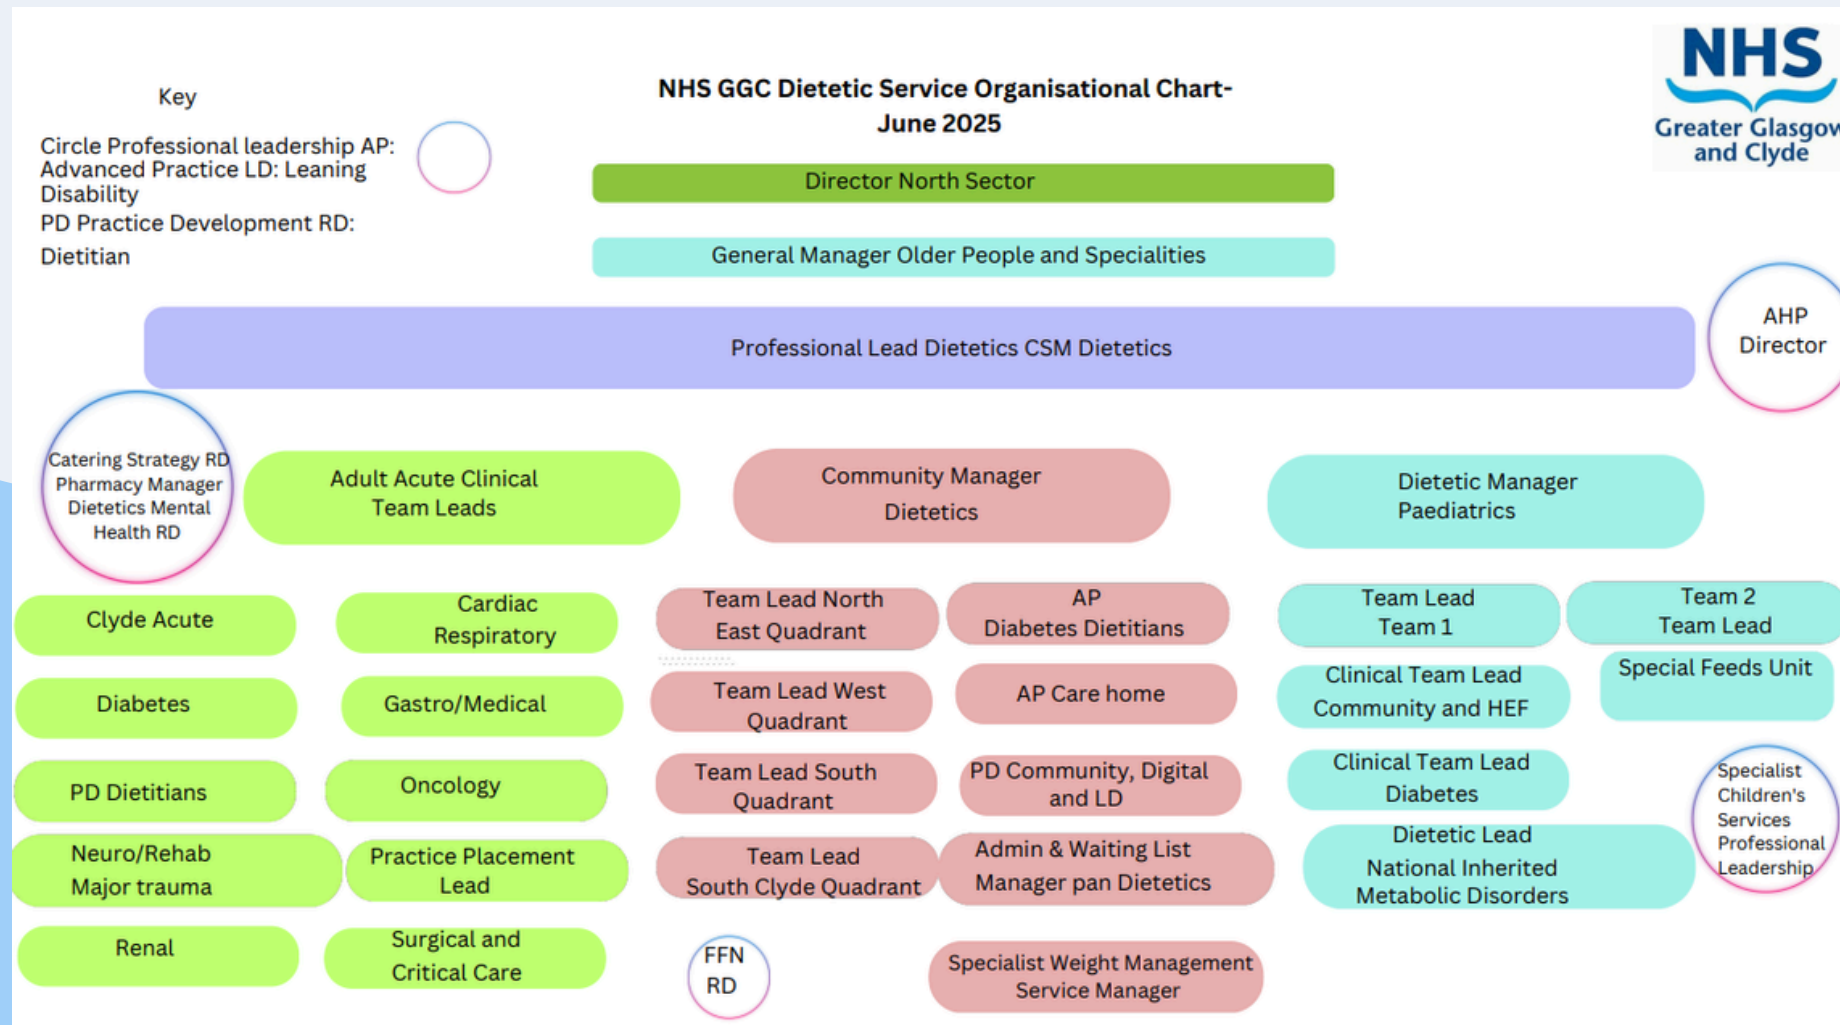 Key
Circle Professional leadership AP:
Advanced Practice LD: Leaning
Disability
PD Practice Development RD:
Dietitian
NHS GGC Dietetic Service Organisational Chart-
June 2025
NHS
Greater Glasgow
and Clyde
Director North Sector
General Manager Older People and Specialities
Professional Lead Dietetics CSM Dietetics
AHP
Director
Catering Strategy RD
Pharmacy Manager
Dietetics Mental
Health RD
Adult Acute Clinical
Team Leads
Community Manager
Dietetics
Dietetic Manager
Paediatrics
Clyde Acute
Cardiac
Respiratory
Team Lead North
East Quadrant
AP
Diabetes Dietitians
Team Lead
Team 1
Team 2
Team Lead
Diabetes
Gastro/Medical
Team Lead West
Quadrant
AP Care home
Clinical Team Lead
Community and HEF
Special Feeds Unit
PD Dietitians
Oncology
Team Lead South
Quadrant
PD Community, Digital
and LD
Clinical Team Lead
Diabetes
Specialist
Children's
Services
Professional
Leadership
Neuro/Rehab
Major trauma
Practice Placement
Lead
Team Lead
South Clyde Quadrant
Admin & Waiting List
Manager pan Dietetics
Dietetic Lead
National Inherited
Metabolic Disorders
Renal
Surgical and
Critical Care
FFN
RD
Specialist Weight Management
Service Manager